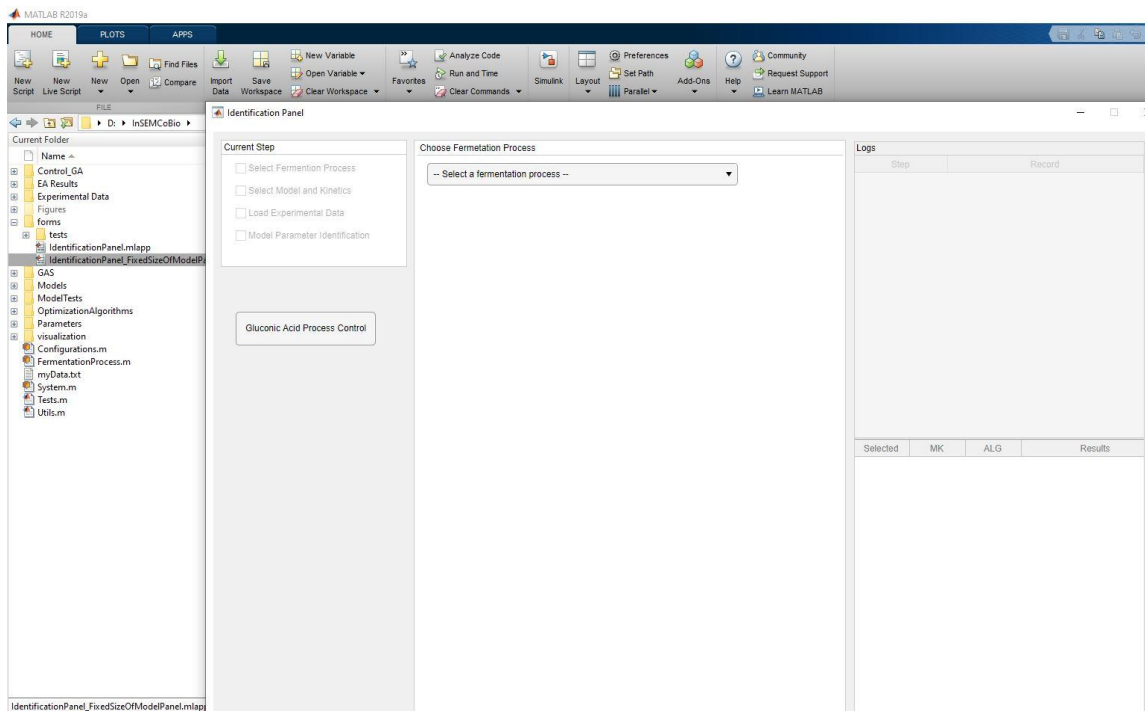 MATLAB R2019a
HOME PLOTS APPS
New Script
New Live Script
New
Open
Find Files
Compare
Import Data
Save Workspace
New Variable
Open Variable
Clear Workspace
Favorites
Analyze Code
Run and Time
Clear Commands
Simulink
Layout
Preferences
Set Path
Parallel
Add-Ons
Help
Community
Request Support
Learn MATLAB
FILE
D: InSEMCoBio
Current Folder
Name
Control_GA
EA Results
Experimental Data
Figures
forms
tests
IdentificationPanel.mlapp
IdentificationPanel_FixedSizeOfModelPa
GAS
Models
ModelTests
OptimizationAlgorithms
Parameters
visualization
Configurations.m
FermentationProcess.m
myData.txt
System.m
Tests.m
Utils.m
IdentificationPanel_FixedSizeOfModelPanel.mlap
Identification Panel
Current Step
Select Fermention Process
Select Model and Kinetics
Load Experimental Data
Model Parameter Identification
Gluconic Acid Process Control
Choose Fermetation Process
-- Select a fermentation process --
Logs
Step Record
Selected MK ALG Results